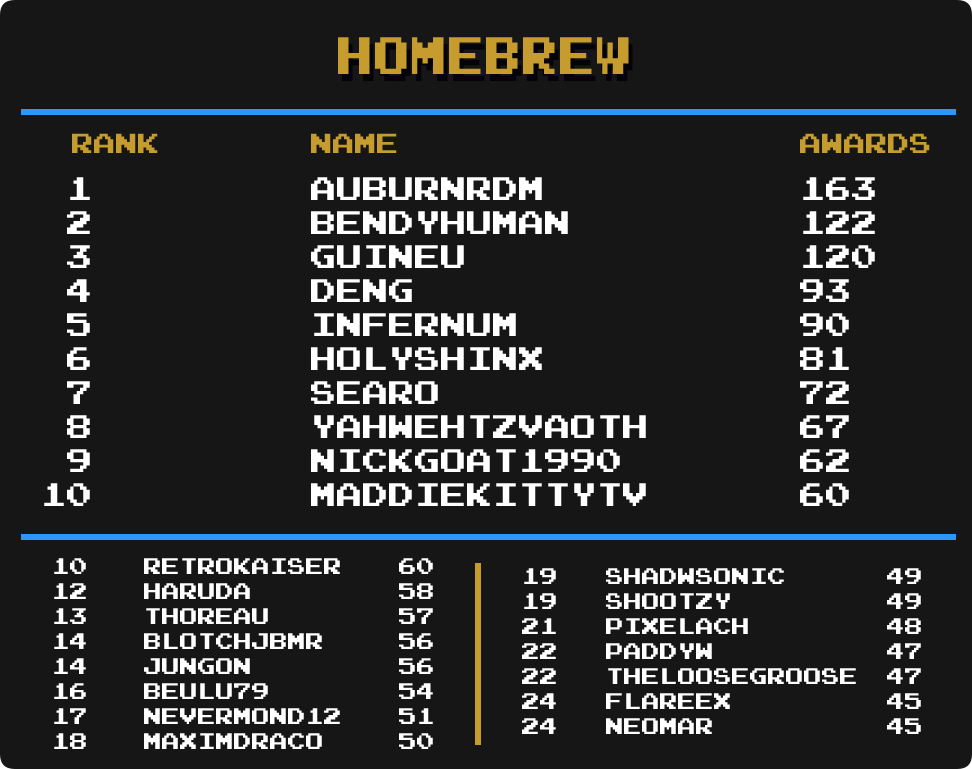 HOMEBREW
RANK NAME AWARDS
1 AUBURNRDM 163
2 BENDYHUMAN 122
3 GUINEU 120
4 DENG 93
5 INFERNUM 90
6 HOLYSHINX 81
7 SEARO 72
8 YAHWEHTZVAOTH 67
9 NICKGOAT1990 62
10 MADDIEKITTYTV 60
10 RETROKAISER 60
12 HARUDA 58
13 THOREAU 57
14 BLOTCHJBMR 56
14 JUNGON 56
16 BEULU79 54
17 NEVERMOND12 51
18 MAXIMDRACO 50
19 SHADWSONIC 49
19 SHOOTZY 49
21 PIXELACH 48
22 PADDYW 47
22 THELOOSEGROOSE 47
24 FLAREEX 45
24 NEOMAR 45